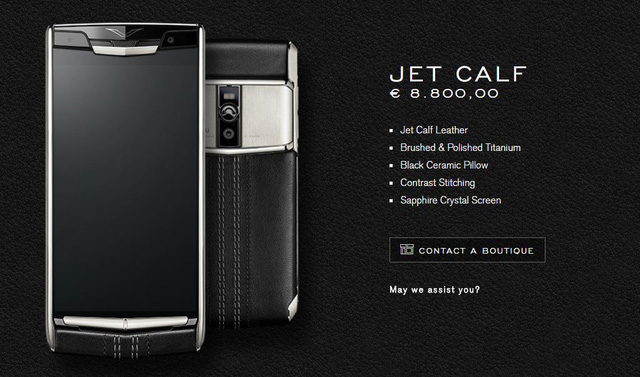 JET CALF
€ 8.800,00
Jet Calf Leather
Brushed & Polished Titanium
Black Ceramic Pillow
Contrast Stitching
Sapphire Crystal Screen
CONTACT A BOUTIQUE
May we assist you?